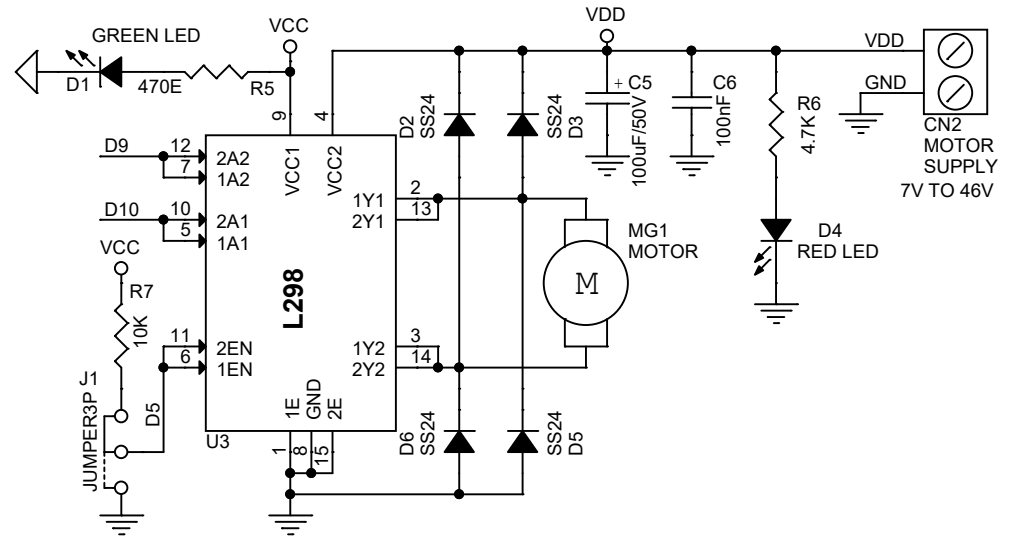 GREEN LED
D1
470E
R5
VCC
VDD
VDD
GND
CN2
MOTOR
SUPPLY
7V TO 46V
9
4
D2
SS24
SS24
D3
+ C5
100uF/50V
C6
100nF
R6
4.7K
D4
RED LED
D9
12
7
2A2
1A2
VCC1
VCC2
D10
10
5
2A1
1A1
1Y1
2Y1
2
13
VCC
R7
10K
L298
MG1
MOTOR
M
11
6
2EN
1EN
1Y2
2Y2
3
14
J1
JUMPER3P
D5
U3
1E
GND
2E
1
8
15
D6
SS24
SS24
D5